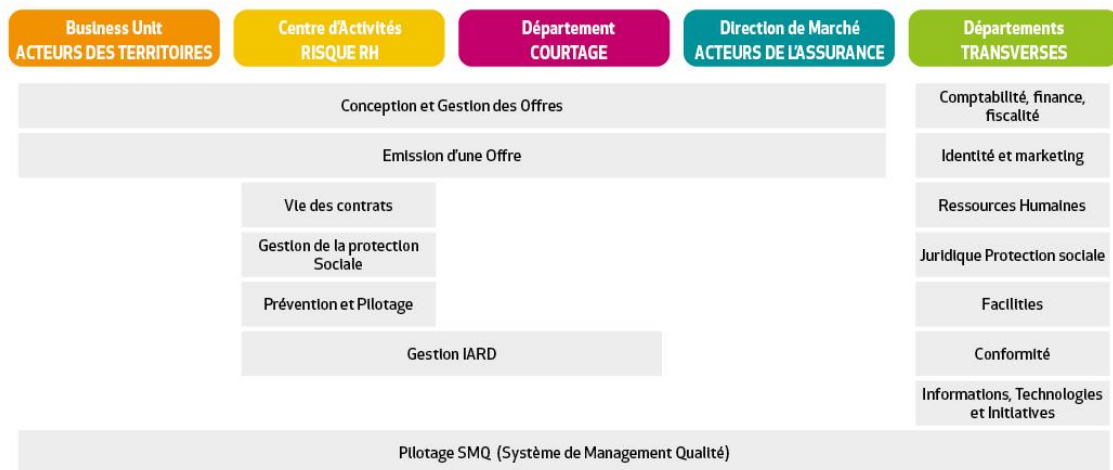 Business Unit
ACTEURS DES TERRITOIRES
Centre d'Activités
RISQUE RH
Département
COURTAGE
Direction de Marché
ACTEURS DE L'ASSURANCE
Départements
TRANSVERSES
Conception et Gestion des Offres
Comptabilité, finance,
fiscalité
Emission d'une Offre
Identité et marketing
Vie des contrats
Ressources Humaines
Gestion de la protection
Sociale
Juridique Protection sociale
Prévention et Pilotage
Facilities
Gestion IARD
Conformité
Informations, Technologies
et Initiatives
Pilotage SMQ (Système de Management Qualité)